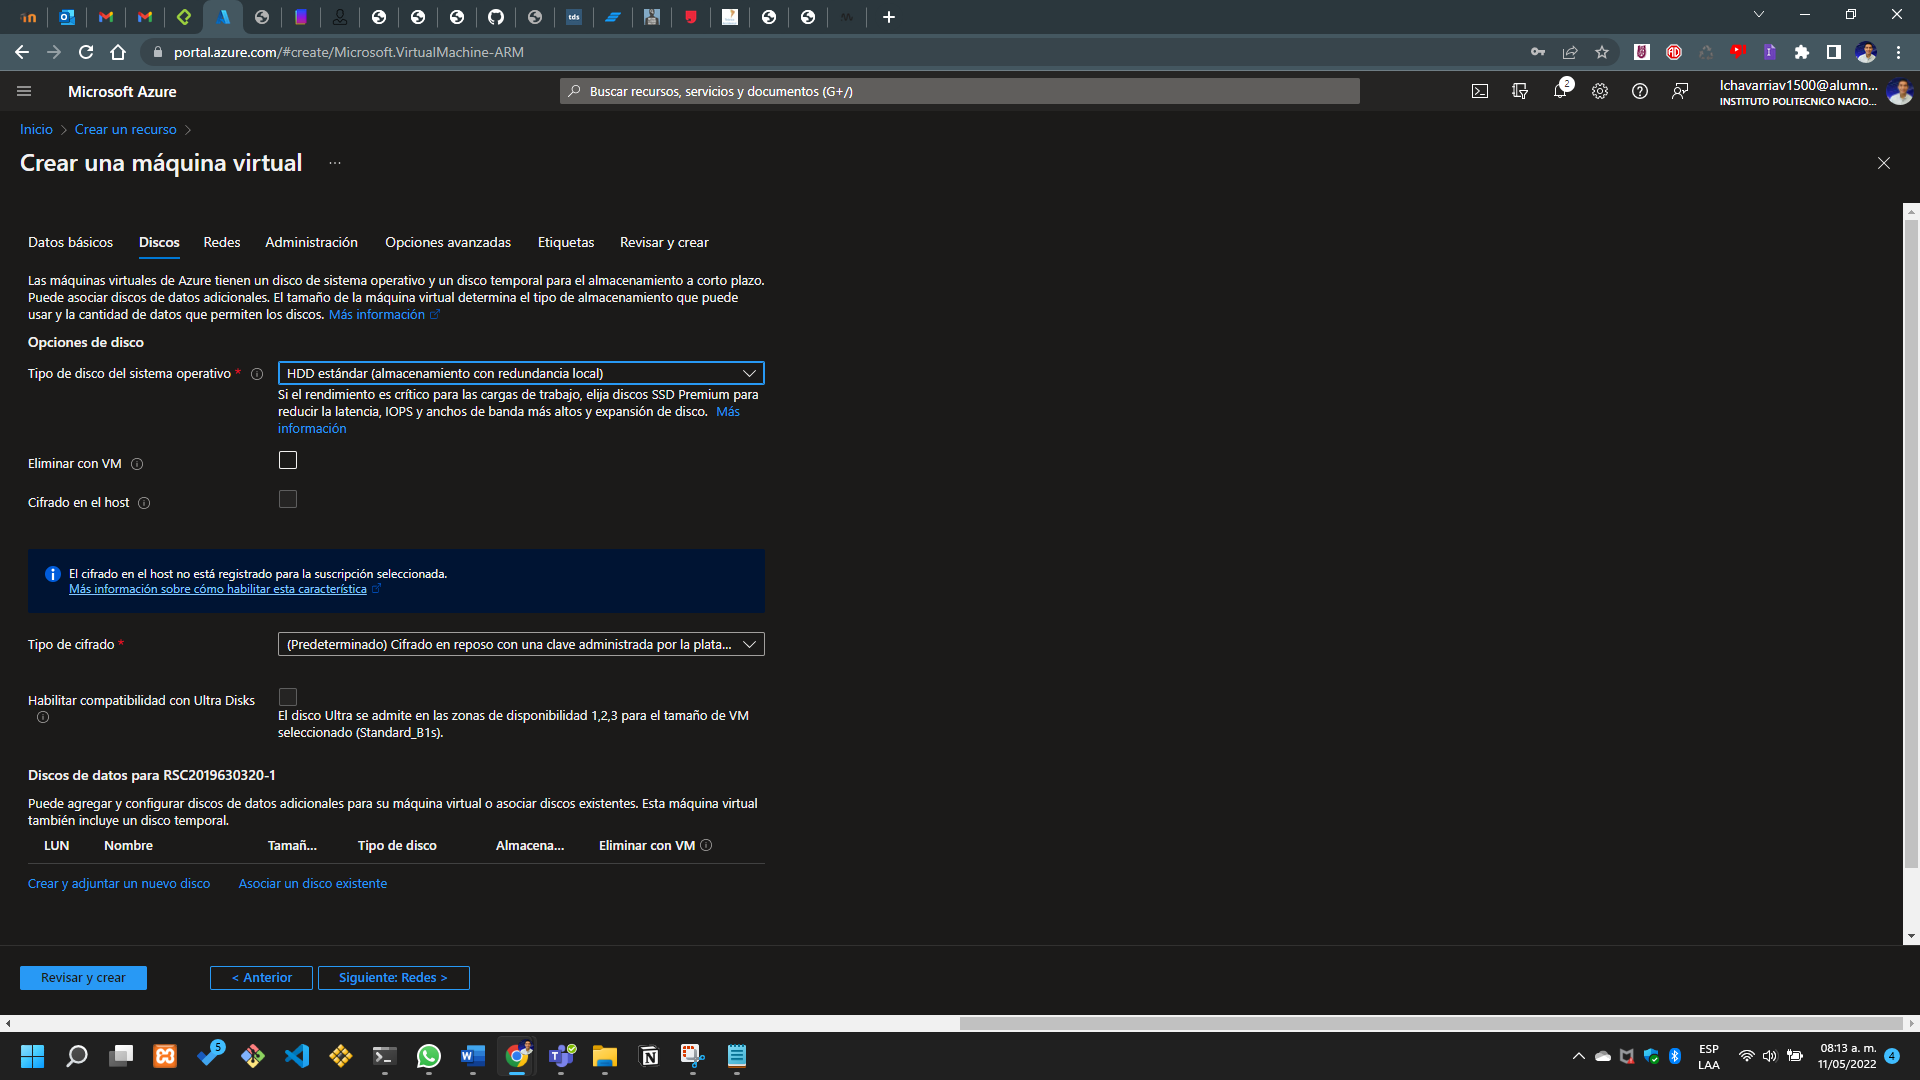 portal.azure.com/#create/Microsoft.VirtualMachine-ARM
Microsoft Azure
Buscar recursos, servicios y documentos (G+/)
2
lchavarriav1500@alumn...
INSTITUTO POLITECNICO NACIO...
Inicio > Crear un recurso >
Crear una máquina virtual ...
Datos básicos Discos Redes Administración Opciones avanzadas Etiquetas Revisar y crear
Las máquinas virtuales de Azure tienen un disco de sistema operativo y un disco temporal para el almacenamiento a corto plazo.
Puede asociar discos de datos adicionales. El tamaño de la máquina virtual determina el tipo de almacenamiento que puede
usar y la cantidad de datos que permiten los discos. Más información
Opciones de disco
Tipo de disco del sistema operativo *
HDD estándar (almacenamiento con redundancia local)
Si el rendimiento es crítico para las cargas de trabajo, elija discos SSD Premium para
reducir la latencia, IOPS y anchos de banda más altos y expansión de disco. Más
información
Eliminar con VM
Cifrado en el host
El cifrado en el host no está registrado para la suscripción seleccionada.
Más información sobre cómo habilitar esta característica
Tipo de cifrado *
(Predeterminado) Cifrado en reposo con una clave administrada por la plata...
Habilitar compatibilidad con Ultra Disks
El disco Ultra se admite en las zonas de disponibilidad 1,2,3 para el tamaño de VM
seleccionado (Standard_B1s).
Discos de datos para RSC2019630320-1
Puede agregar y configurar discos de datos adicionales para su máquina virtual o asociar discos existentes. Esta máquina virtual
también incluye un disco temporal.
LUN Nombre Tamañ... Tipo de disco Almacena... Eliminar con VM
Crear y adjuntar un nuevo disco Asociar un disco existente
Revisar y crear < Anterior Siguiente: Redes >
5
ESP
LAA
08:13 a. m.
11/05/2022
4